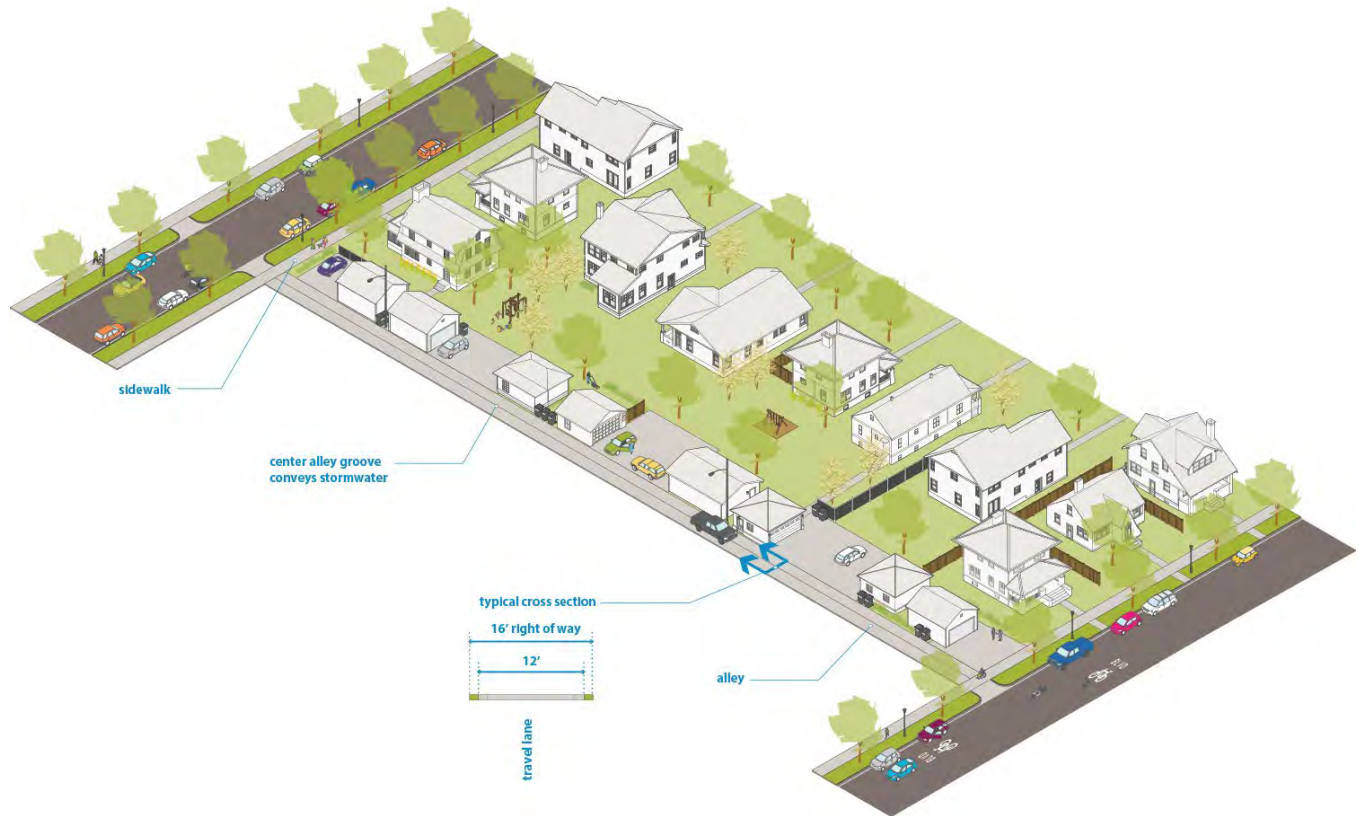 sidewalk
center alley groove
conveys stormwater
typical cross section
16’ right of way
12’
travel lane
alley